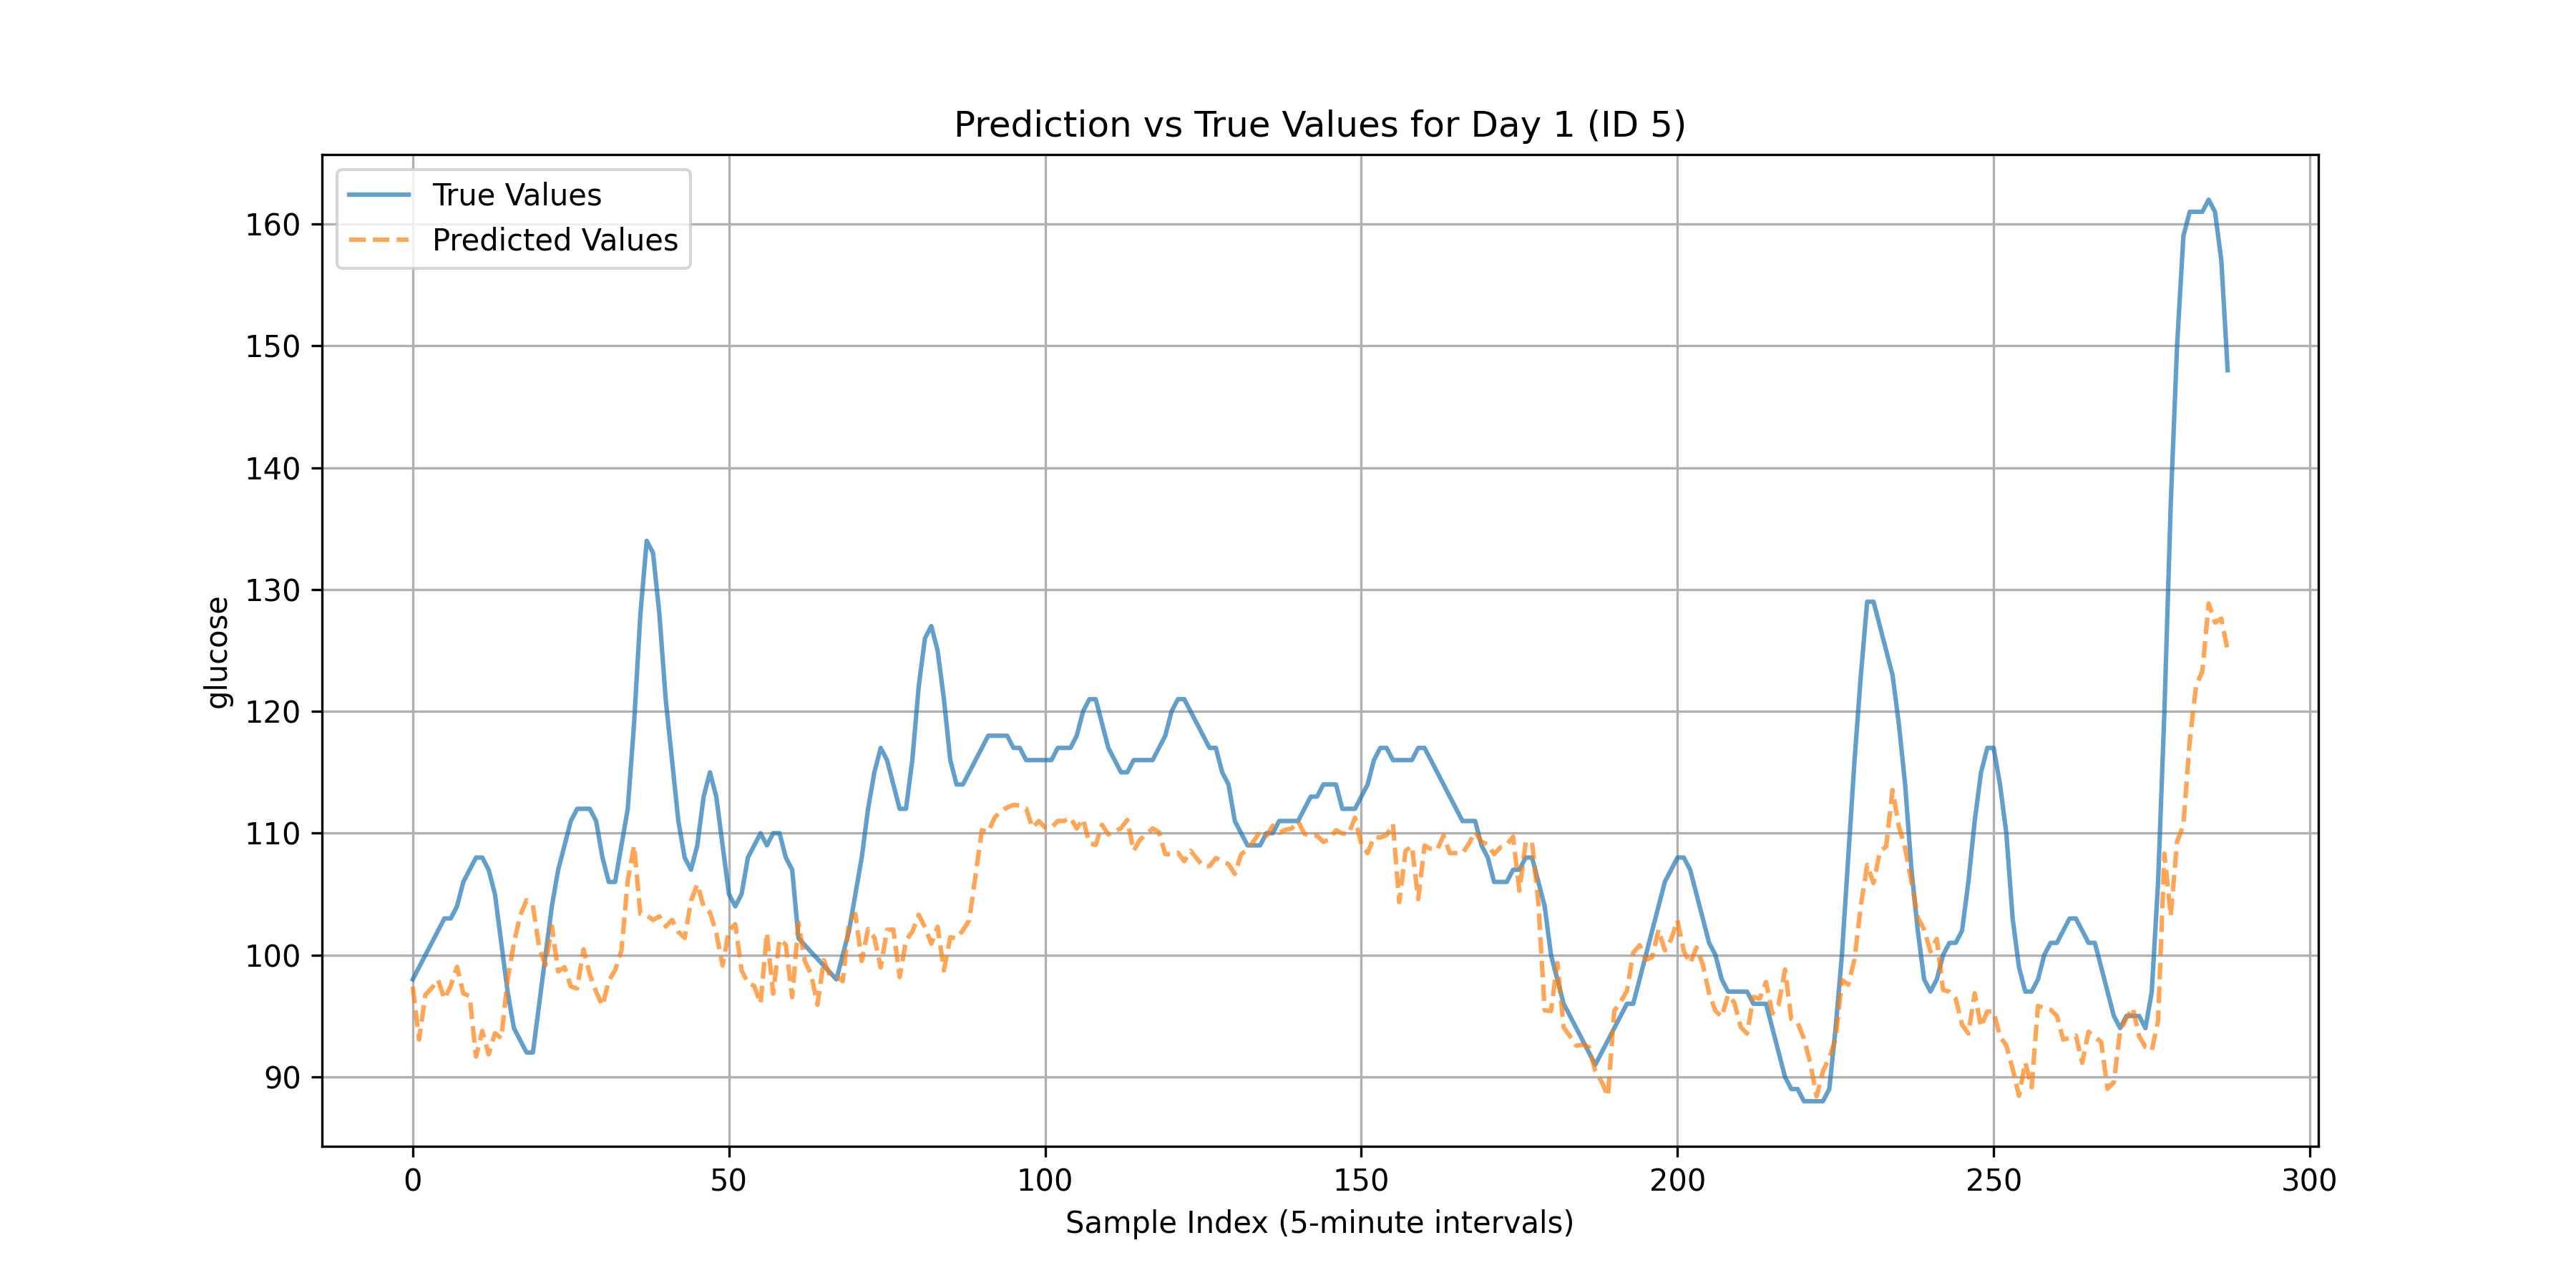 Prediction vs True Values for Day 1 (ID 5)
True Values
Predicted Values
160
150
140
130
120
110
100
90
glucose
0 50 100 150 200 250 300
Sample Index (5-minute intervals)